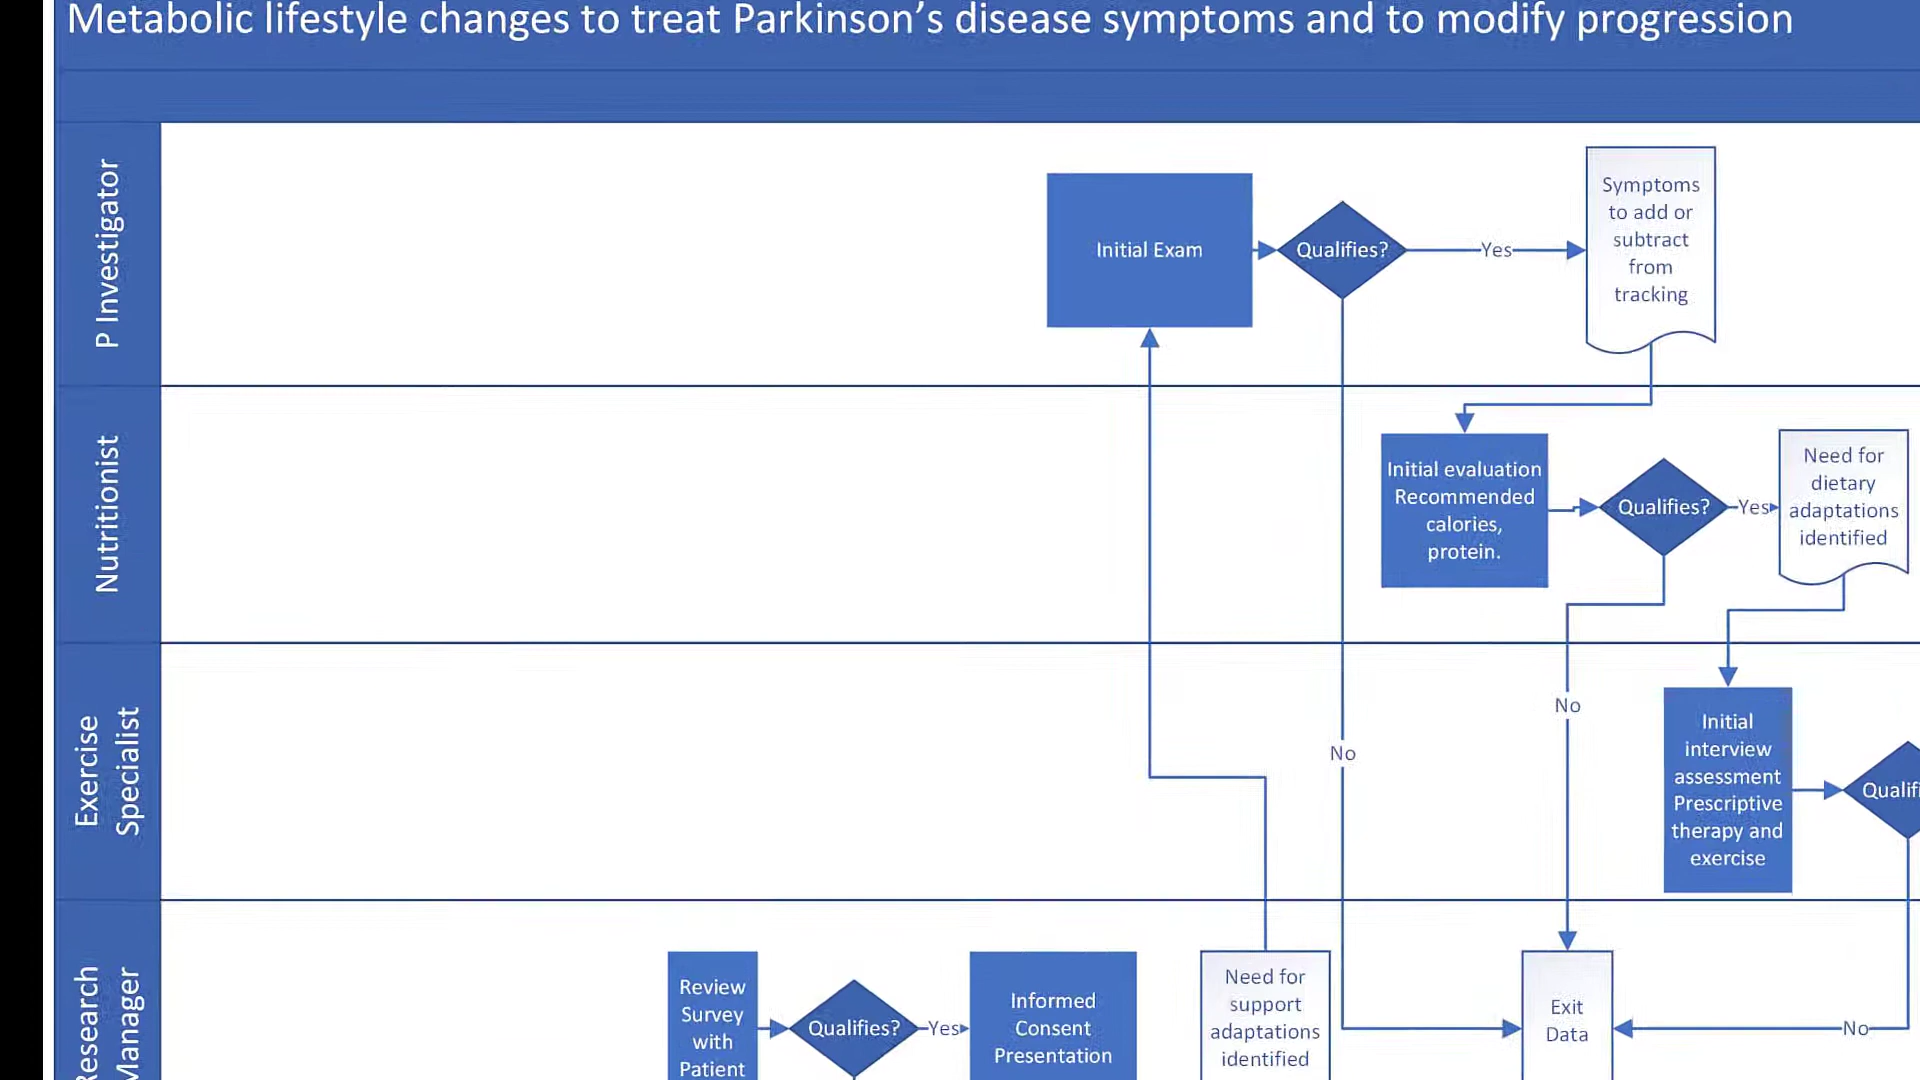 Metabolic lifestyle changes to treat Parkinson's disease symptoms and to modify progression
P Investigator
Initial Exam
Qualifies?
Yes
Symptoms
to add or
subtract
from
tracking
No
Nutritionist
Initial evaluation
Recommended
calories,
protein.
Qualifies?
Yes
Need for
dietary
adaptations
identified
No
Exercise
Specialist
Initial
interview
assessment
Prescriptive
therapy and
exercise
Research
Manager
Review
Survey
with
Patient
Qualifies?
Yes
Informed
Consent
Presentation
Need for
support
adaptations
identified
Exit
Data
No